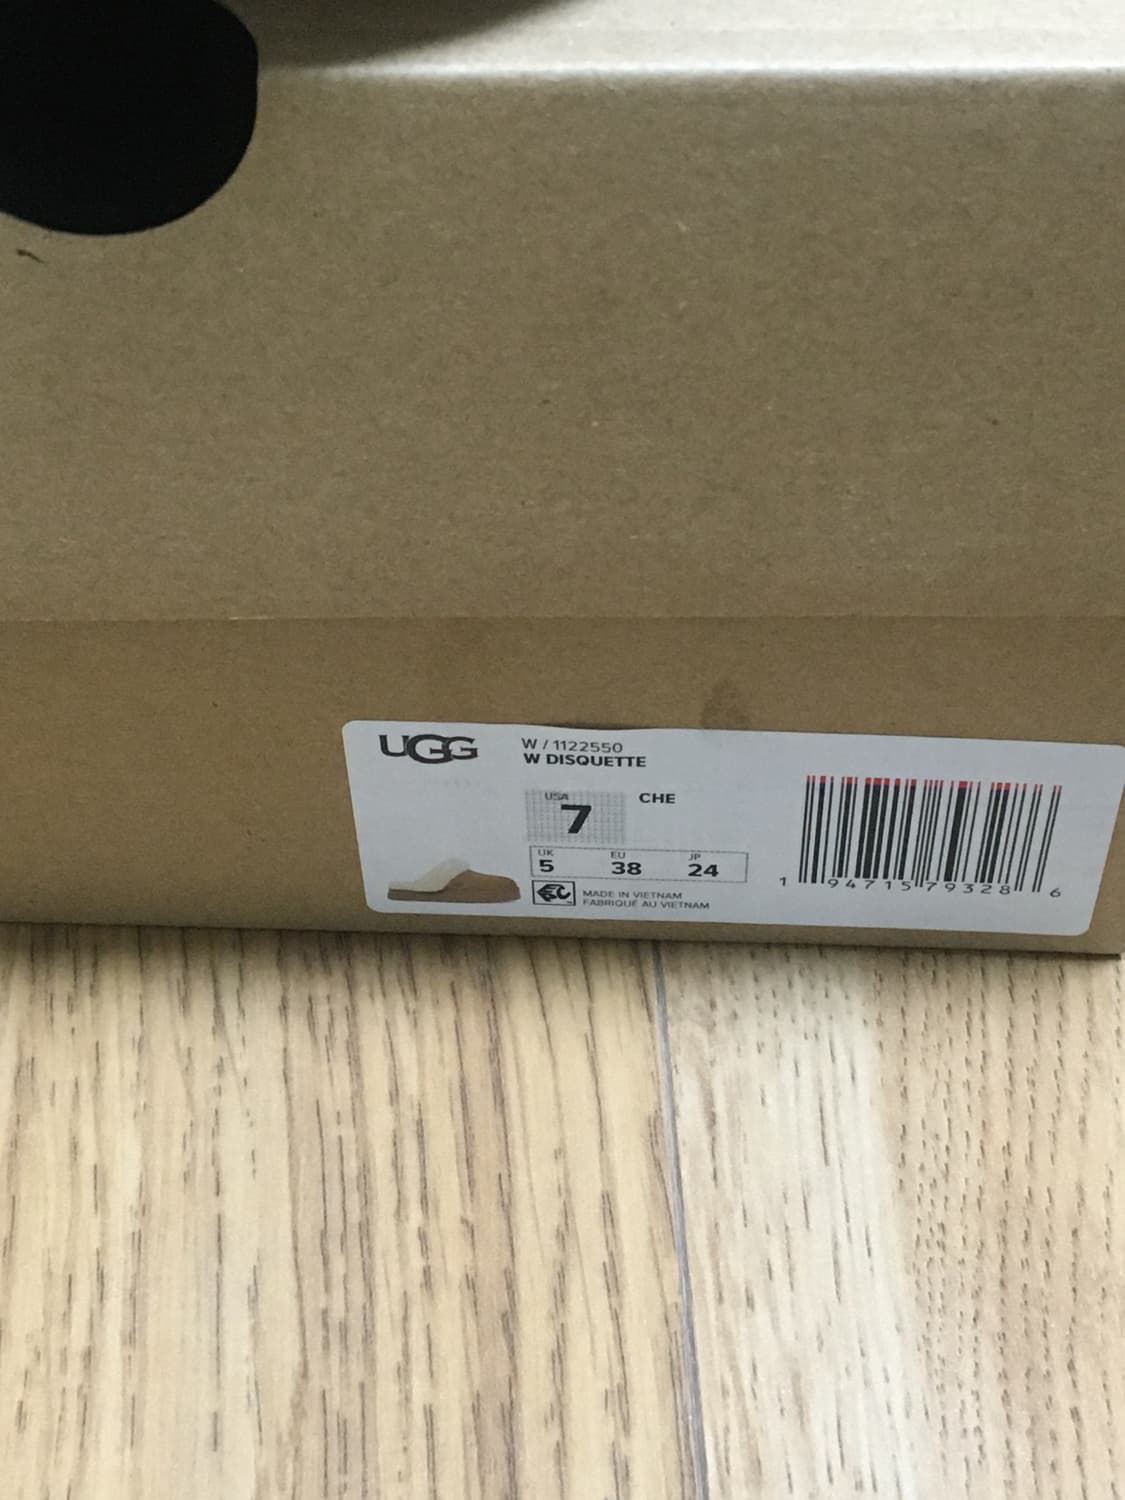 UGG
W / 1122550
W DISQUETTE
USA
7
CHE
UK EU JP
5 38 24
MADE IN VIETNAM
FABRIQUÉ AU VIETNAM
1 94715 79328 6